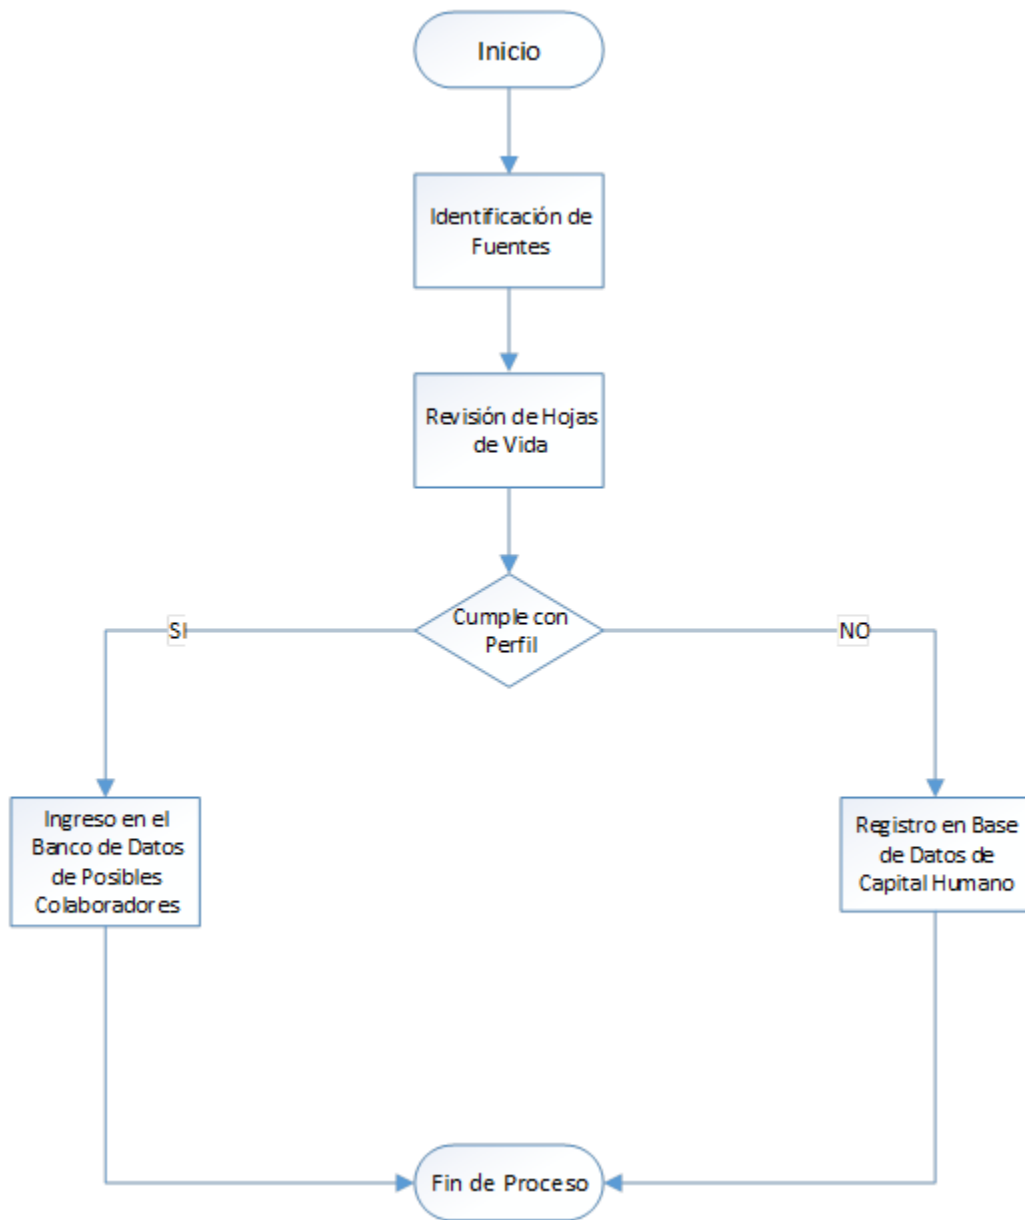 Inicio
Identificación de
Fuentes
Revisión de Hojas
de Vida
Cumple con
Perfil
SI
NO
Ingreso en el
Banco de Datos
de Posibles
Colaboradores
Registro en Base
de Datos de
Capital Humano
Fin de Proceso